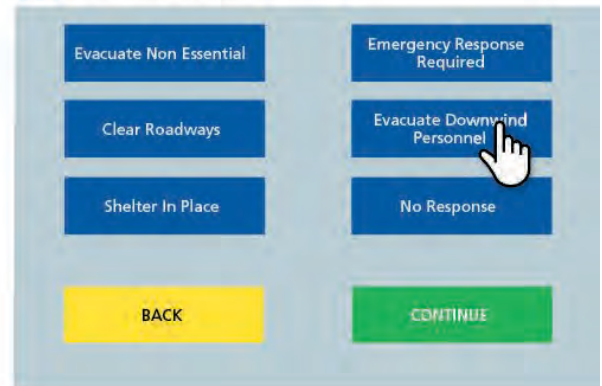 Evacuate Non Essential
Emergency Response
Required
Clear Roadways
Evacuate Downwind
Personnel
Shelter In Place
No Response
BACK
CONTINUE